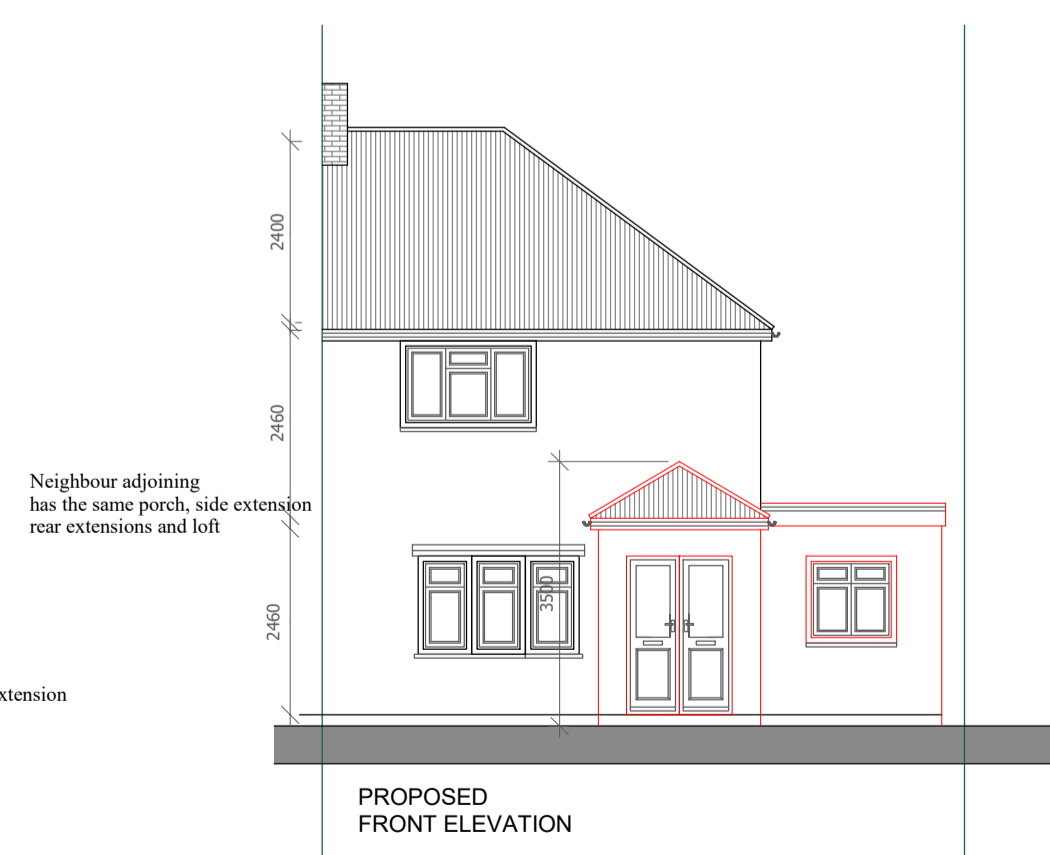 2400
2460
Neighbour adjoining
has the same porch, side extension
rear extensions and loft
3500
2460
xtension
PROPOSED
FRONT ELEVATION